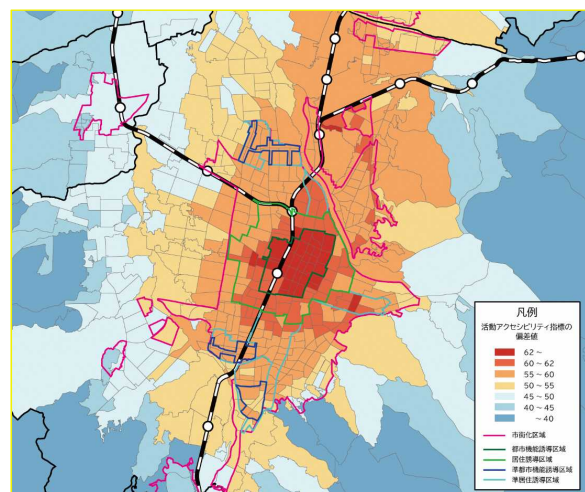 凡例
活動アクセシビリティ指標の
偏差値
62 ~
60 ~ 62
55 ~ 60
50 ~ 55
45 ~ 50
40 ~ 45
~ 40
市街化区域
都市機能誘導区域
居住誘導区域
準都市機能誘導区域
準居住誘導区域